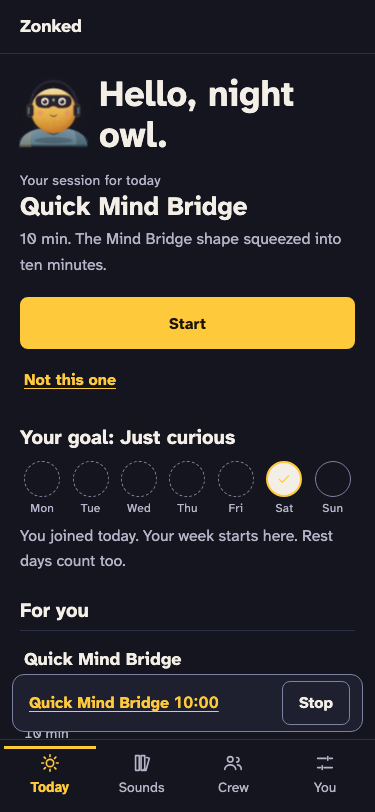 Zonked
Hello, night
owl.
Your session for today
Quick Mind Bridge
10 min. The Mind Bridge shape squeezed into
ten minutes.
Start
Not this one
Your goal: Just curious
Mon Tue Wed Thu Fri Sat Sun
You joined today. Your week starts here. Rest
days count too.
For you
Quick Mind Bridge
Quick Mind Bridge 10:00 Stop
10 min
Today Sounds Crew You